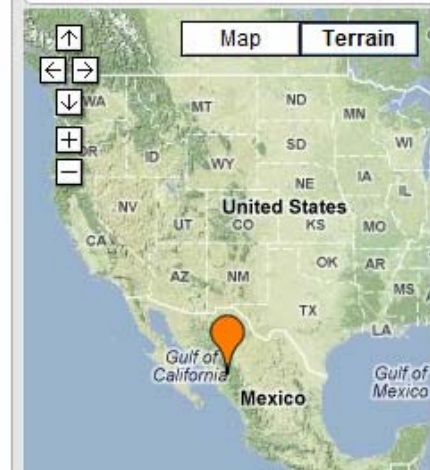 Map
Terrain
WA
MT
ND
MN
OR
ID
WY
SD
WI
NE
IA
IL
NV
UT
United States
CO
KS
MO
CA
AZ
NM
OK
AR
TX
MS
LA
Gulf of
California
Mexico
Gulf of
Mexico